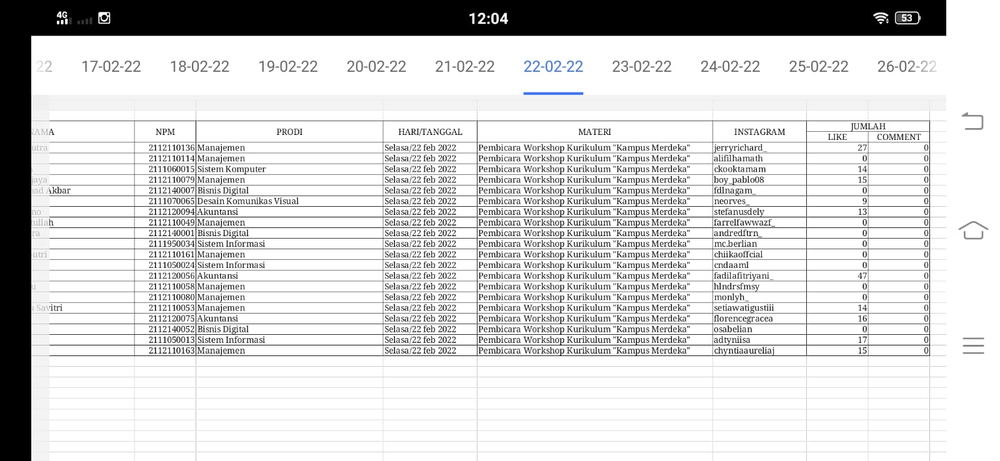 4G 12:04 53
22 17-02-22 18-02-22 19-02-22 20-02-22 21-02-22 22-02-22 23-02-22 24-02-22 25-02-22 26-02-22
NAMA NPM PRODI HARI/TANGGAL MATERI INSTAGRAM JUMLAH
LIKE COMMENT
utra 2112110136 Manajemen Selasa/22 feb 2022 Pembicara Workshop Kurikulum "Kampus Merdeka" jerryrichard_ 27 0
2112110114 Manajemen Selasa/22 feb 2022 Pembicara Workshop Kurikulum "Kampus Merdeka" alifilhamath 0 0
2111060015 Sistem Komputer Selasa/22 feb 2022 Pembicara Workshop Kurikulum "Kampus Merdeka" ckooktamam 14 0
jaya 2112110079 Manajemen Selasa/22 feb 2022 Pembicara Workshop Kurikulum "Kampus Merdeka" boy_pablo08 15 0
ad Akbar 2112140007 Bisnis Digital Selasa/22 feb 2022 Pembicara Workshop Kurikulum "Kampus Merdeka" fdlnagam_ 0 0
2111070065 Desain Komunikas Visual Selasa/22 feb 2022 Pembicara Workshop Kurikulum "Kampus Merdeka" neorves_ 9 0
no 2112120094 Akuntansi Selasa/22 feb 2022 Pembicara Workshop Kurikulum "Kampus Merdeka" stefanusdely 13 0
tullah 2112110049 Manajemen Selasa/22 feb 2022 Pembicara Workshop Kurikulum "Kampus Merdeka" farrelfawwazf_ 0 0
ra 2112140001 Bisnis Digital Selasa/22 feb 2022 Pembicara Workshop Kurikulum "Kampus Merdeka" andredftrn_ 0 0
2111950034 Sistem Informasi Selasa/22 feb 2022 Pembicara Workshop Kurikulum "Kampus Merdeka" mc.berlian 0 0
utri 2112110161 Manajemen Selasa/22 feb 2022 Pembicara Workshop Kurikulum "Kampus Merdeka" chiikaoffcial 0 0
2111050024 Sistem Informasi Selasa/22 feb 2022 Pembicara Workshop Kurikulum "Kampus Merdeka" cndaaml 0 0
2112120056 Akuntansi Selasa/22 feb 2022 Pembicara Workshop Kurikulum "Kampus Merdeka" fadilafitriyani_ 47 0
u 2112110058 Manajemen Selasa/22 feb 2022 Pembicara Workshop Kurikulum "Kampus Merdeka" hlndrsfmsy 0 0
2112110080 Manajemen Selasa/22 feb 2022 Pembicara Workshop Kurikulum "Kampus Merdeka" monlyh_ 0 0
i Savitri 2112110053 Manajemen Selasa/22 feb 2022 Pembicara Workshop Kurikulum "Kampus Merdeka" setiawatigustiii 14 0
2112120075 Akuntansi Selasa/22 feb 2022 Pembicara Workshop Kurikulum "Kampus Merdeka" florencegracea 16 0
2112140052 Bisnis Digital Selasa/22 feb 2022 Pembicara Workshop Kurikulum "Kampus Merdeka" osabelian 0 0
2111050013 Sistem Informasi Selasa/22 feb 2022 Pembicara Workshop Kurikulum "Kampus Merdeka" adtyniisa 17 0
2112110163 Manajemen Selasa/22 feb 2022 Pembicara Workshop Kurikulum "Kampus Merdeka" chyntiaaureliaj 15 0